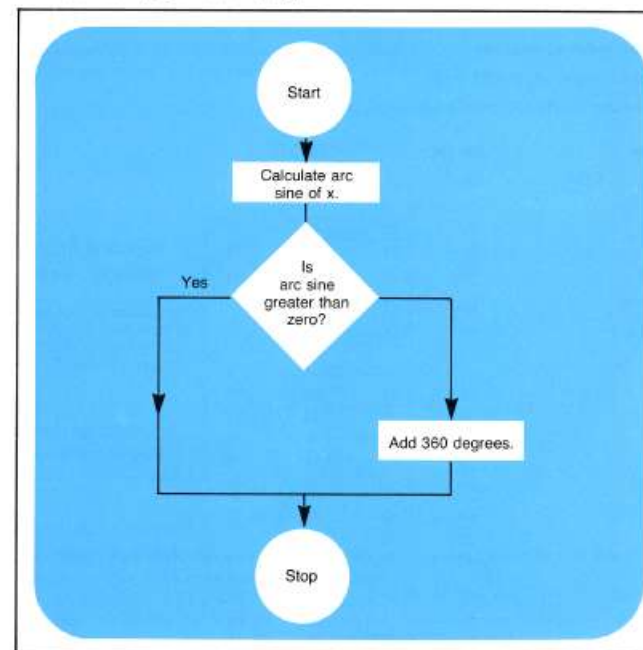 Start
Calculate arc
sine of x.
Is
arc sine
greater than
zero?
Yes
Add 360 degrees.
Stop